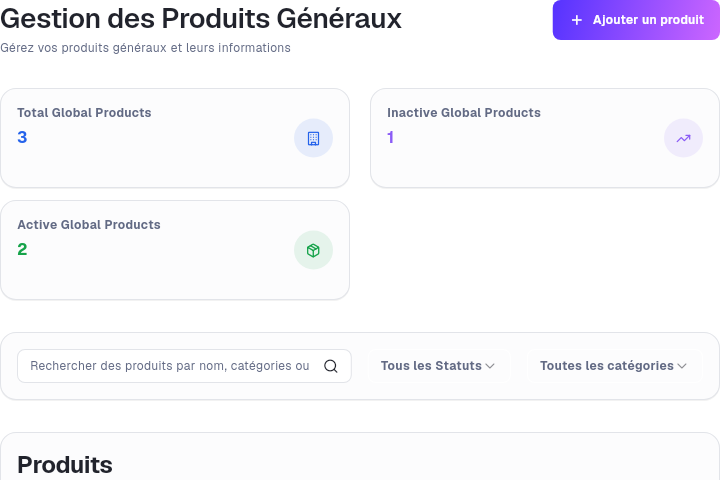 Gestion des Produits Généraux
Ajouter un produit
Gérez vos produits généraux et leurs informations
Total Global Products
3
Inactive Global Products
1
Active Global Products
2
Rechercher des produits par nom, catégories ou
Tous les Statuts
Toutes les catégories
Produits